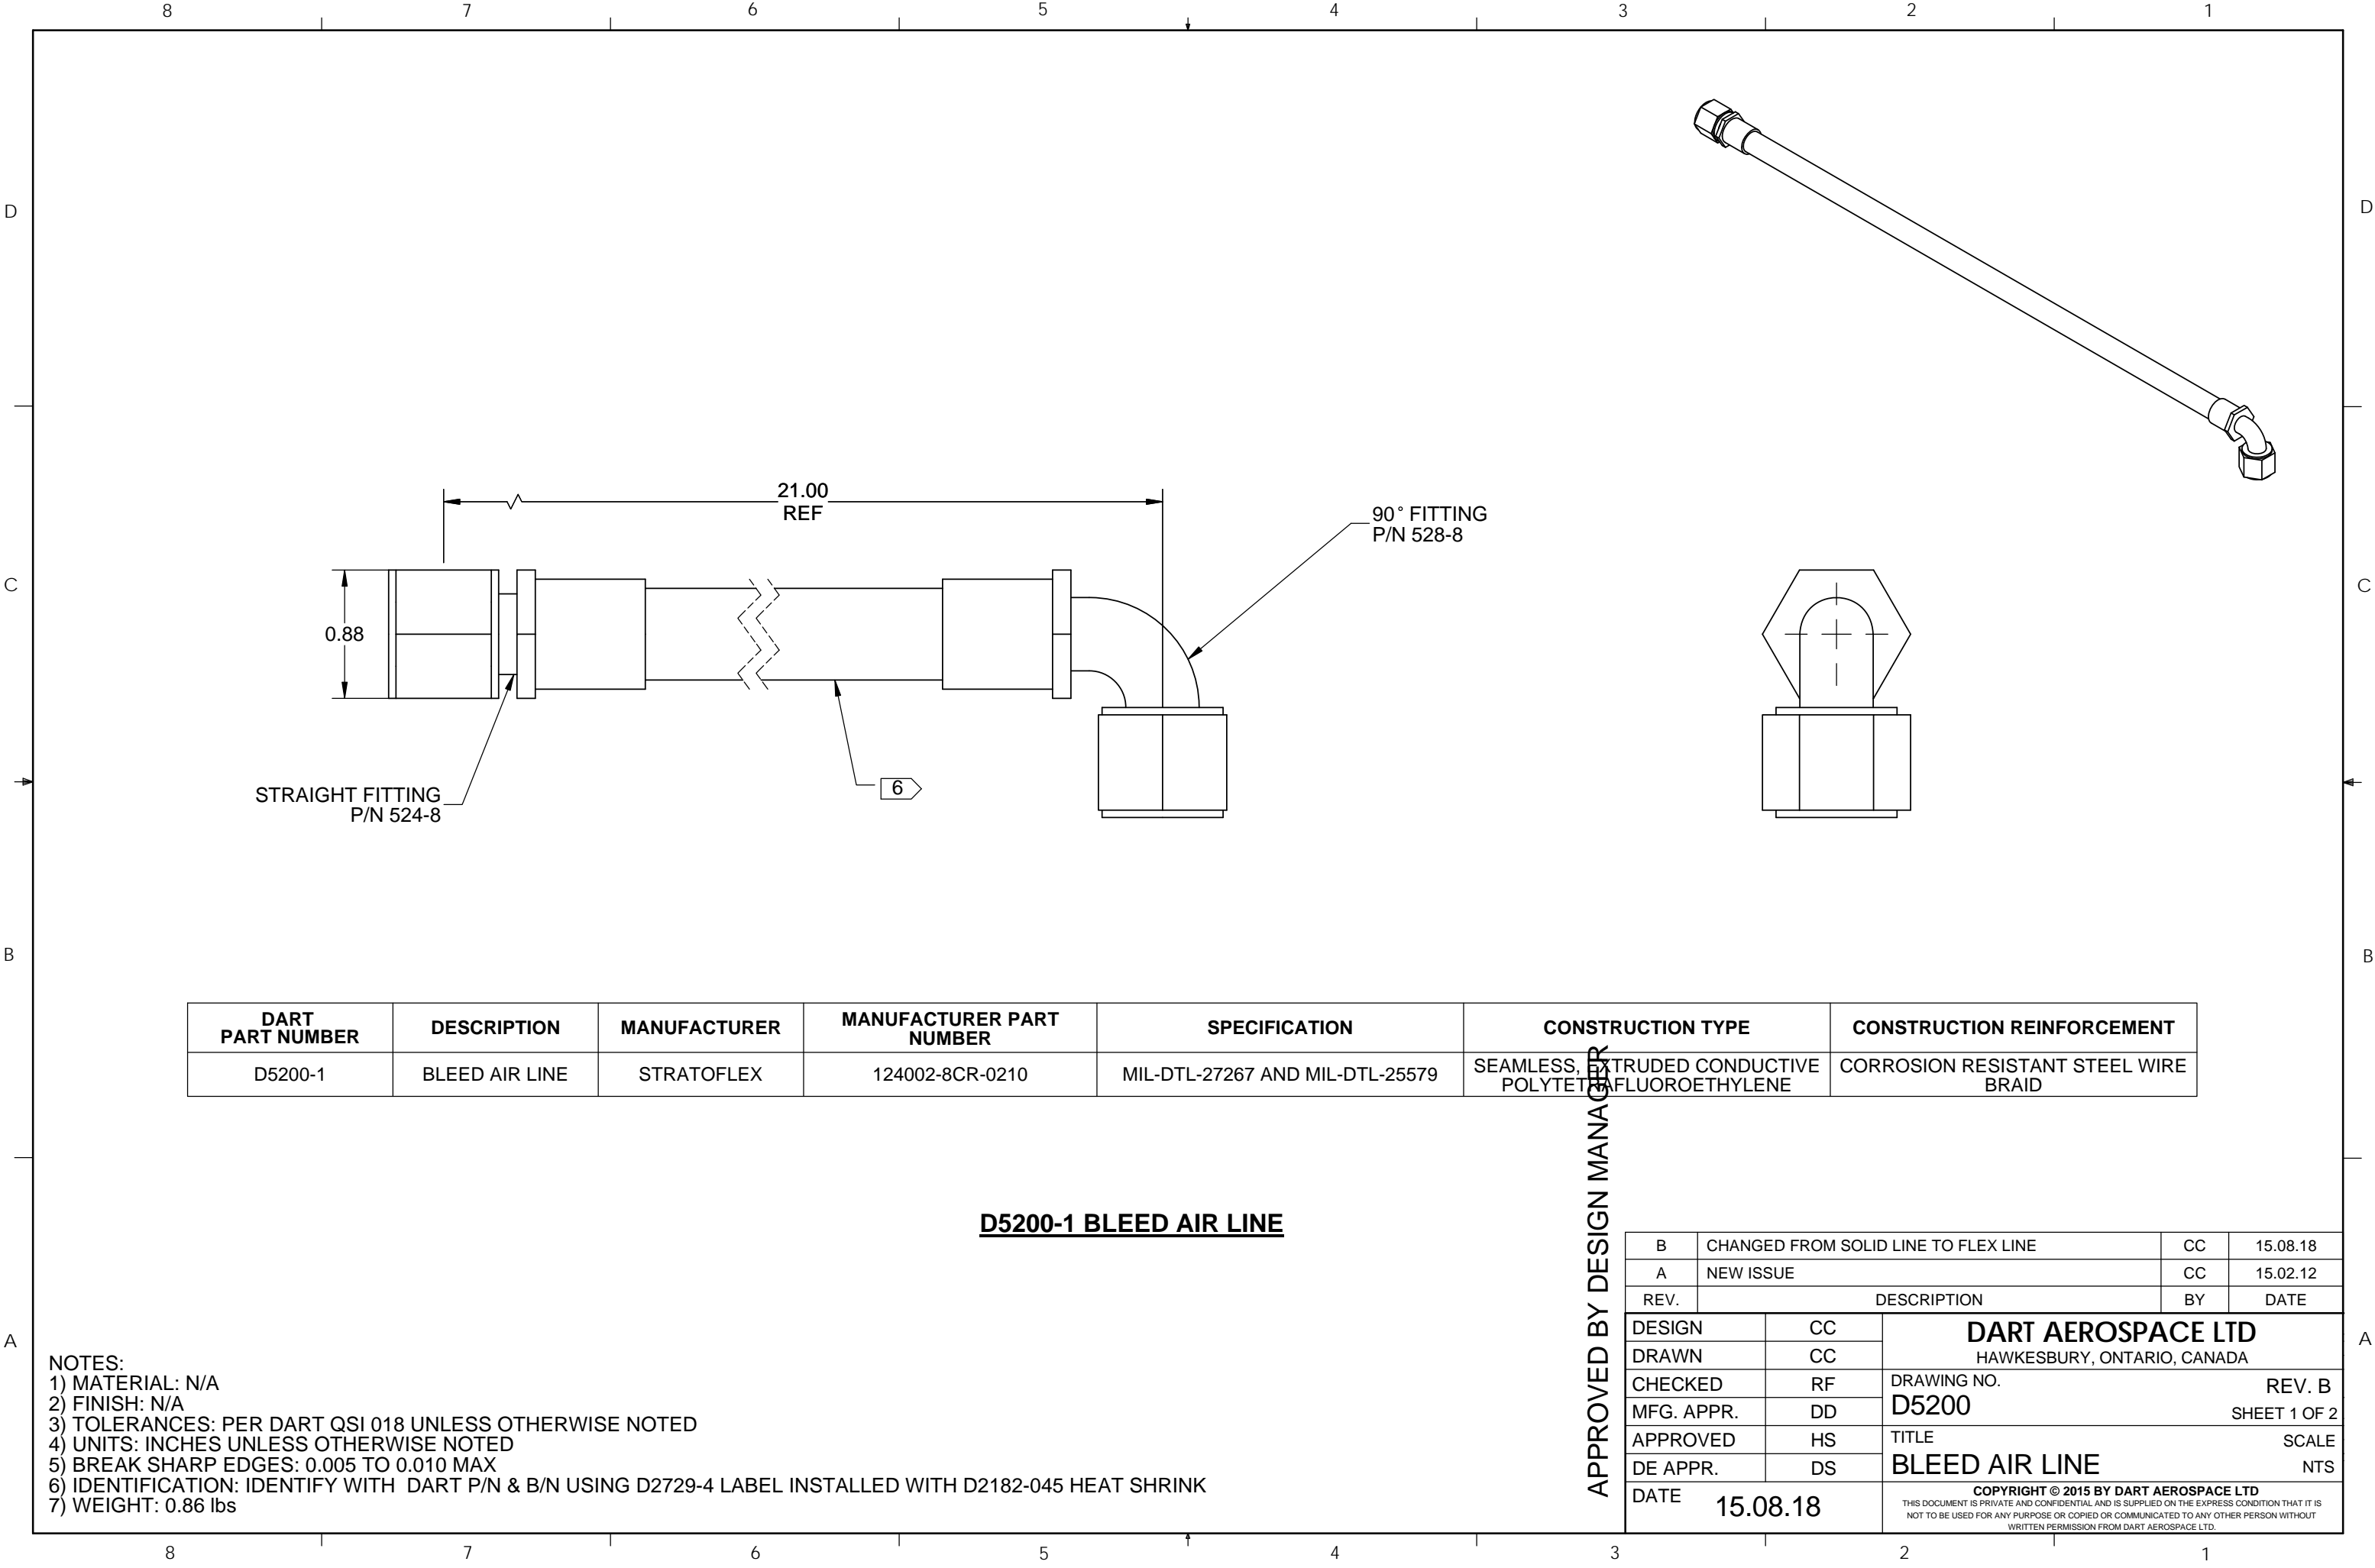 8 7 6 5 4 3 2 1
D D
C C
B B
A A
21.00
REF
90° FITTING
P/N 528-8
0.88
STRAIGHT FITTING
P/N 524-8
6
DART PART NUMBER | DESCRIPTION | MANUFACTURER | MANUFACTURER PART NUMBER | SPECIFICATION | CONSTRUCTION TYPE | CONSTRUCTION REINFORCEMENT
D5200-1 | BLEED AIR LINE | STRATOFLEX | 124002-8CR-0210 | MIL-DTL-27267 AND MIL-DTL-25579 | SEAMLESS, EXTRUDED CONDUCTIVE POLYTETRAFLUOROETHYLENE | CORROSION RESISTANT STEEL WIRE BRAID
D5200-1 BLEED AIR LINE
APPROVED BY DESIGN MANAGER
NOTES:
1) MATERIAL: N/A
2) FINISH: N/A
3) TOLERANCES: PER DART QSI 018 UNLESS OTHERWISE NOTED
4) UNITS: INCHES UNLESS OTHERWISE NOTED
5) BREAK SHARP EDGES: 0.005 TO 0.010 MAX
6) IDENTIFICATION: IDENTIFY WITH DART P/N & B/N USING D2729-4 LABEL INSTALLED WITH D2182-045 HEAT SHRINK
7) WEIGHT: 0.86 lbs
B CHANGED FROM SOLID LINE TO FLEX LINE CC 15.08.18
A NEW ISSUE CC 15.02.12
REV. DESCRIPTION BY DATE
DESIGN CC
DRAWN CC
CHECKED RF
MFG. APPR. DD
APPROVED HS
DE APPR. DS
DATE 15.08.18
DART AEROSPACE LTD
HAWKESBURY, ONTARIO, CANADA
DRAWING NO. REV. B
D5200 SHEET 1 OF 2
TITLE SCALE
BLEED AIR LINE NTS
COPYRIGHT © 2015 BY DART AEROSPACE LTD
THIS DOCUMENT IS PRIVATE AND CONFIDENTIAL AND IS SUPPLIED ON THE EXPRESS CONDITION THAT IT IS
NOT TO BE USED FOR ANY PURPOSE OR COPIED OR COMMUNICATED TO ANY OTHER PERSON WITHOUT
WRITTEN PERMISSION FROM DART AEROSPACE LTD.
8 7 6 5 4 3 2 1